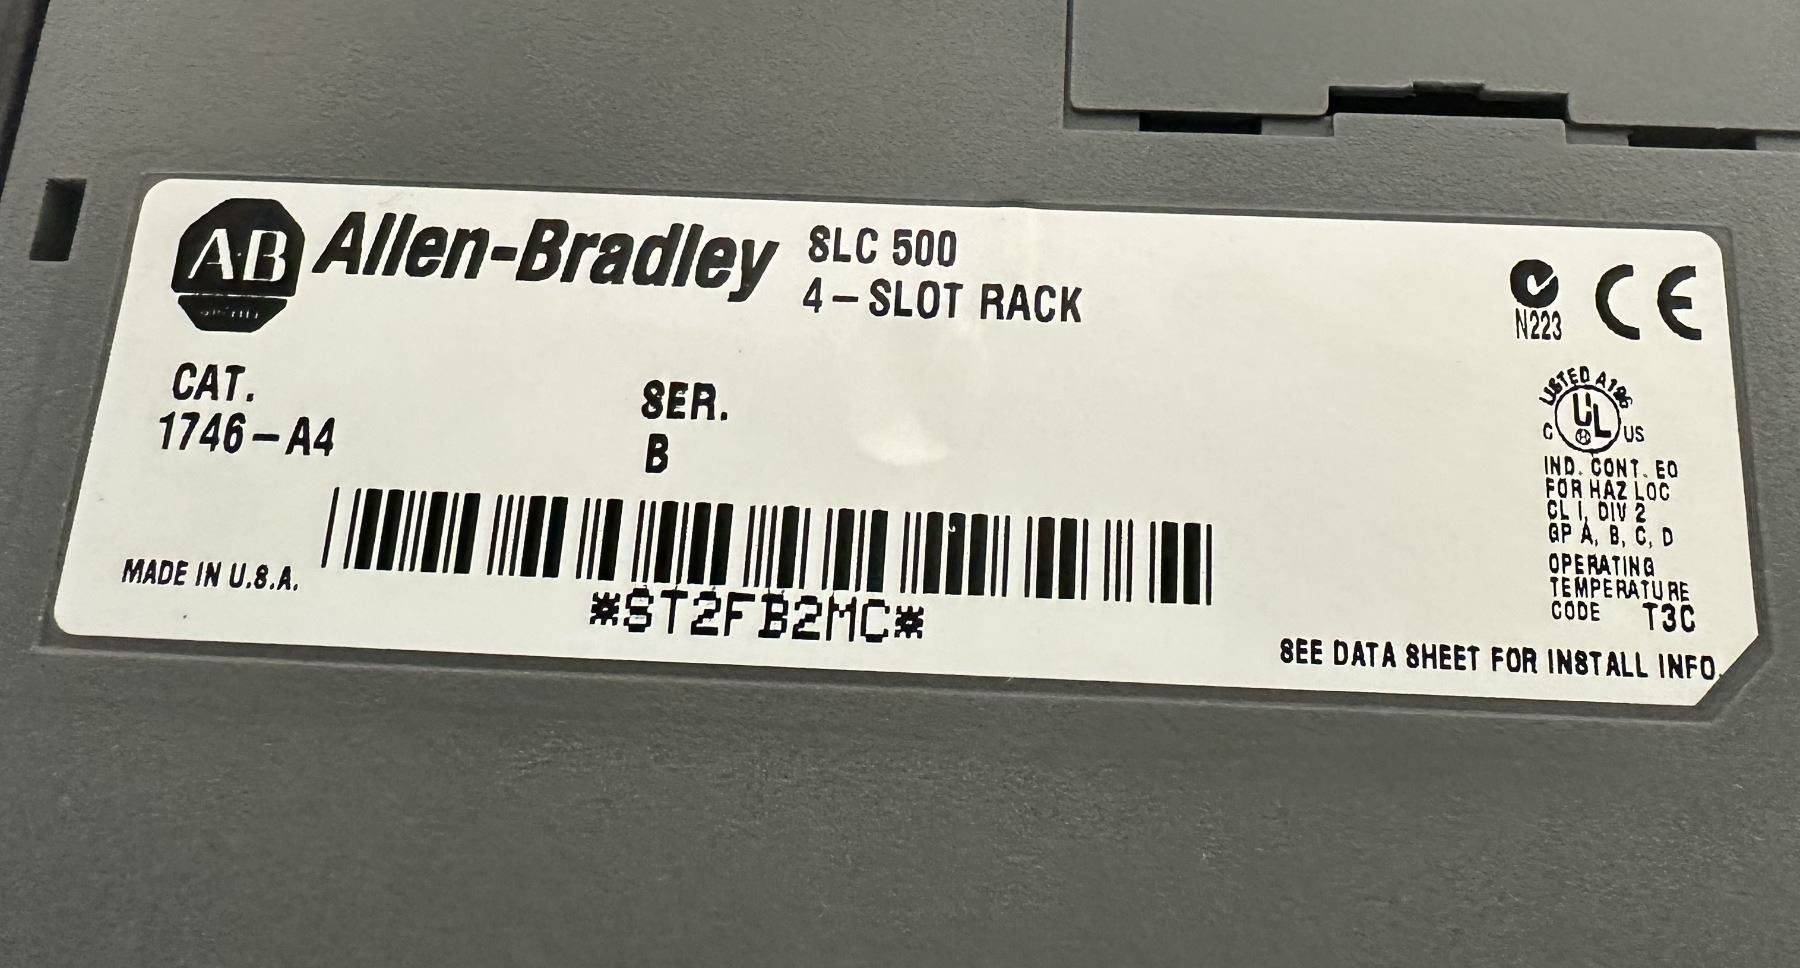 AB
Allen-Bradley
SLC 500
4-SLOT RACK
N223
CE
CAT.
1746-A4
SER.
B
LISTED A196
C UL US
IND. CONT. EQ
FOR HAZ LOC
CL I, DIV 2
GP A, B, C, D
OPERATING
TEMPERATURE
CODE T3C
MADE IN U.S.A.
*ST2FB2MC*
SEE DATA SHEET FOR INSTALL INFO.